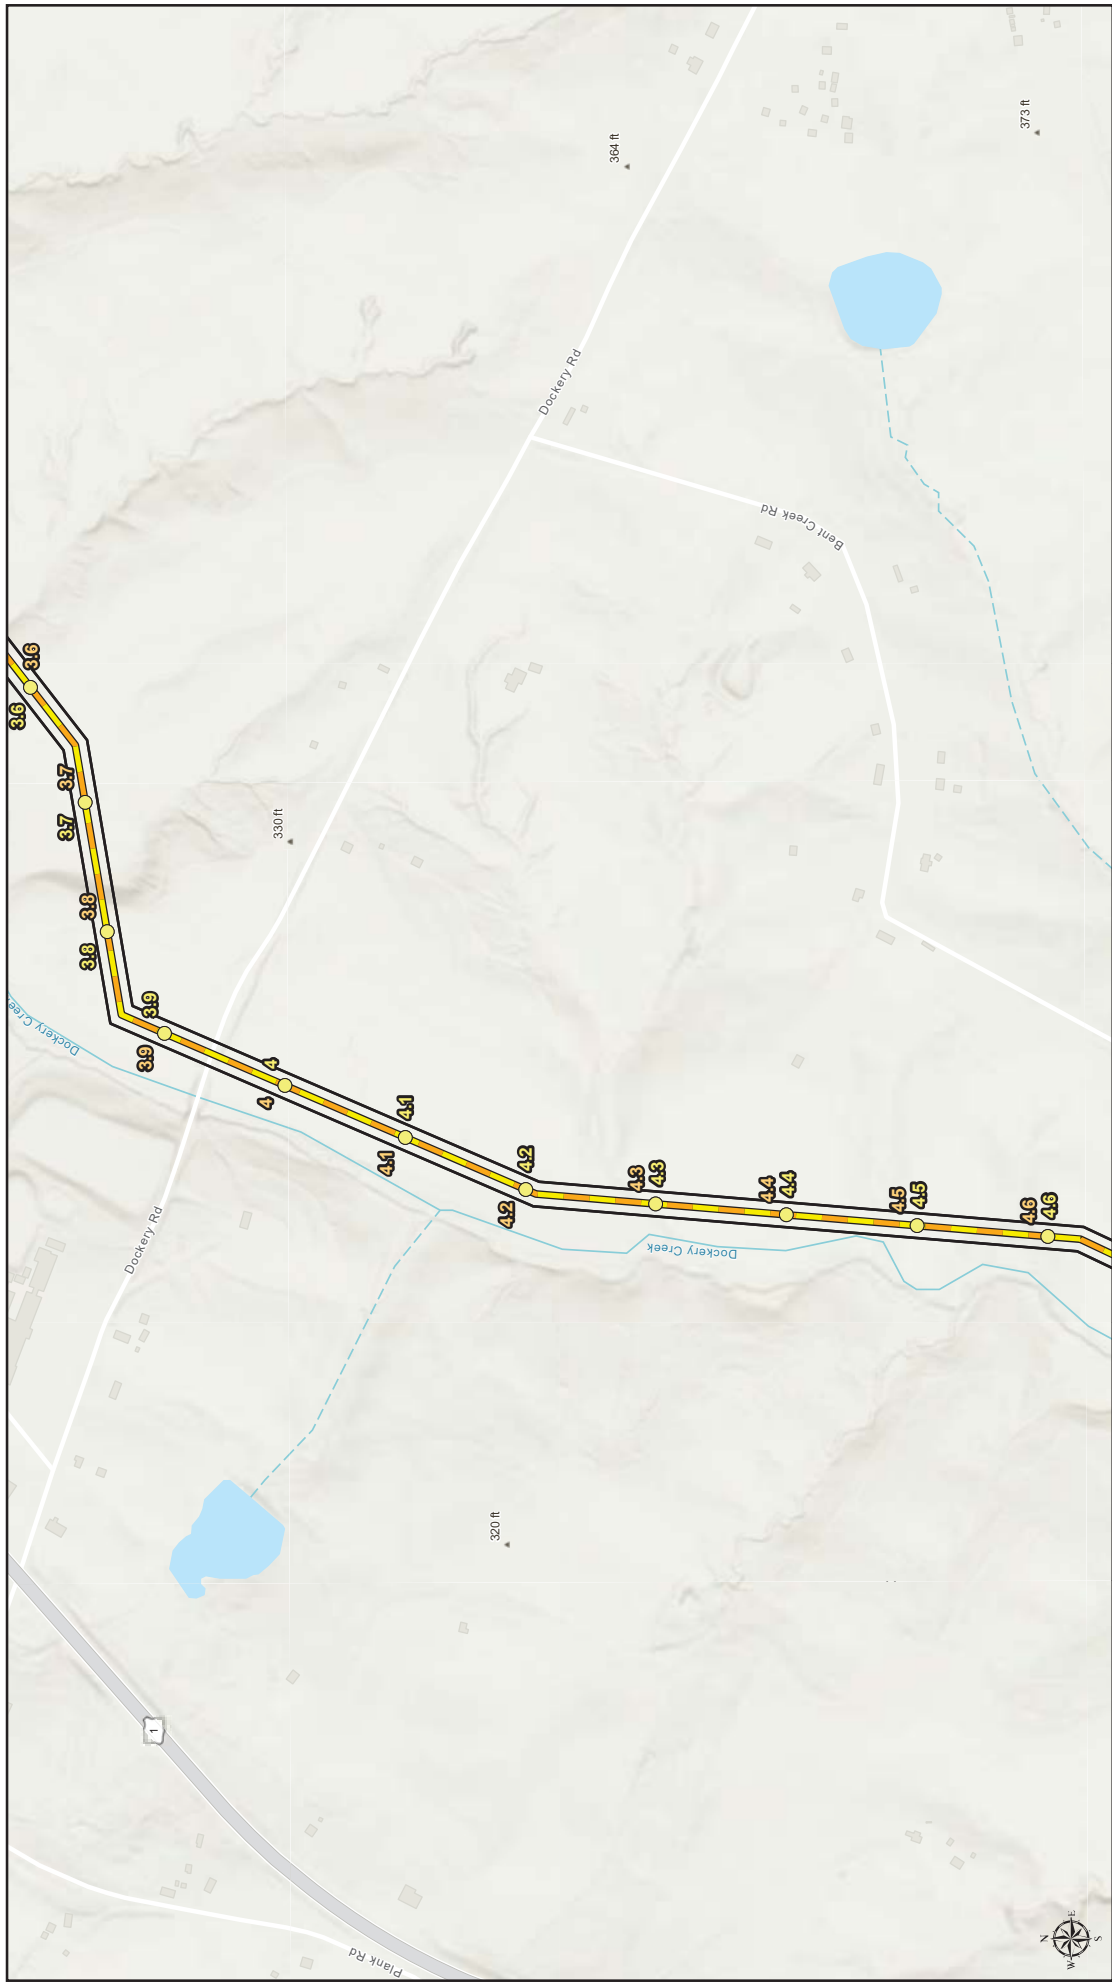 373 ft
364 ft
Dockery Rd
Bent Creek Rd
3.6
3.6
3.7
3.7
330 ft
3.8
3.8
3.9
3.9
Dockery Cree
4
4
4.1
4.1
4.2
4.2
4.3
4.3
4.4
4.4
4.5
4.5
4.6
4.6
Dockery Creek
Dockery Rd
320 ft
1
Plank Rd
N
W
E
S